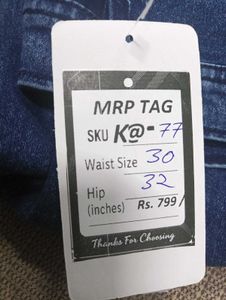 MRP TAG
SKU K@-77
Waist Size 30
Hip 32
(inches) Rs. 799/
Thanks For Choosing